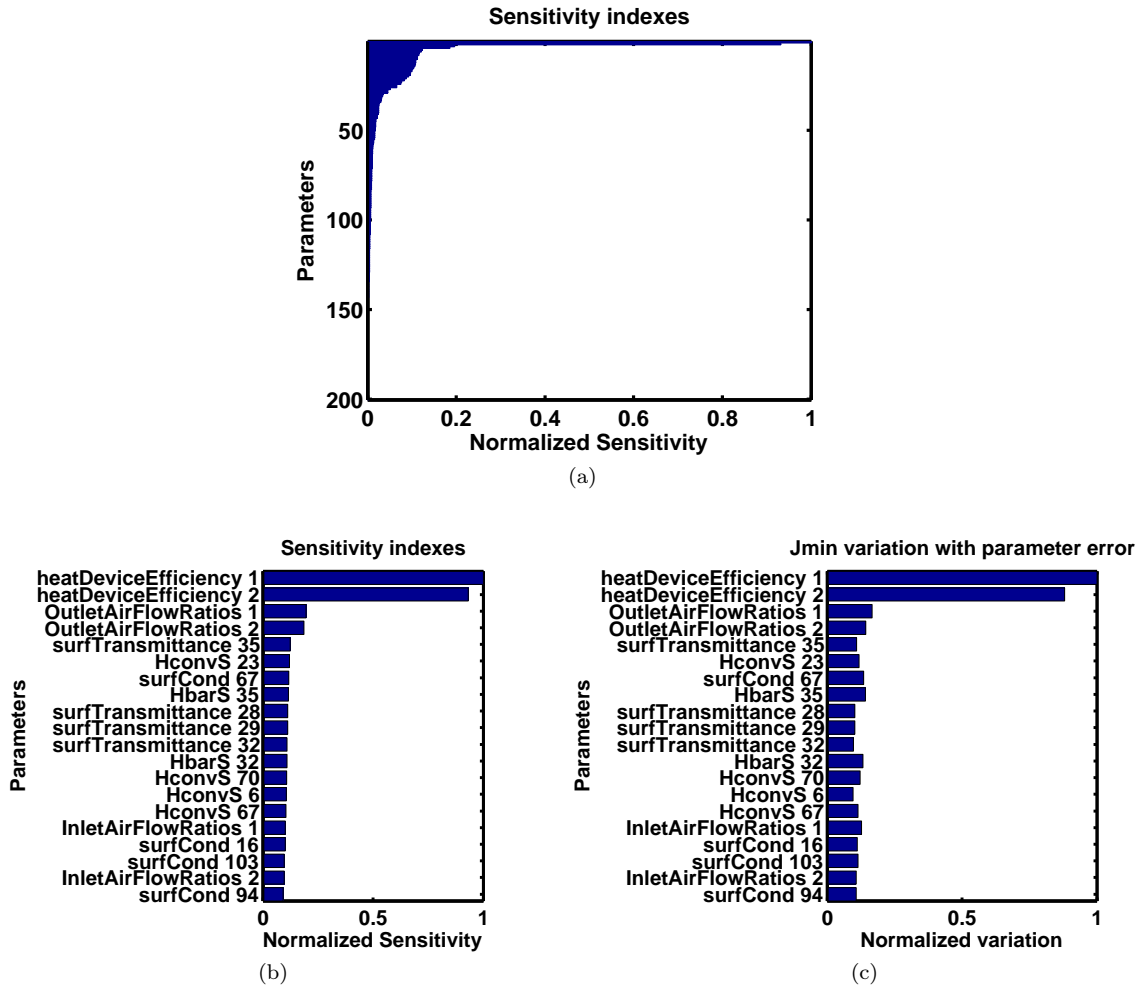 Sensitivity indexes
Parameters
50
100
150
200
0 0.2 0.4 0.6 0.8 1
Normalized Sensitivity
(a)
Sensitivity indexes
Parameters
heatDeviceEfficiency 1
heatDeviceEfficiency 2
OutletAirFlowRatios 1
OutletAirFlowRatios 2
surfTransmittance 35
HconvS 23
surfCond 67
HbarS 35
surfTransmittance 28
surfTransmittance 29
surfTransmittance 32
HbarS 32
HconvS 70
HconvS 6
HconvS 67
InletAirFlowRatios 1
surfCond 16
surfCond 103
InletAirFlowRatios 2
surfCond 94
0 0.5 1
Normalized Sensitivity
(b)
Jmin variation with parameter error
Parameters
heatDeviceEfficiency 1
heatDeviceEfficiency 2
OutletAirFlowRatios 1
OutletAirFlowRatios 2
surfTransmittance 35
HconvS 23
surfCond 67
HbarS 35
surfTransmittance 28
surfTransmittance 29
surfTransmittance 32
HbarS 32
HconvS 70
HconvS 6
HconvS 67
InletAirFlowRatios 1
surfCond 16
surfCond 103
InletAirFlowRatios 2
surfCond 94
0 0.5 1
Normalized variation
(c)